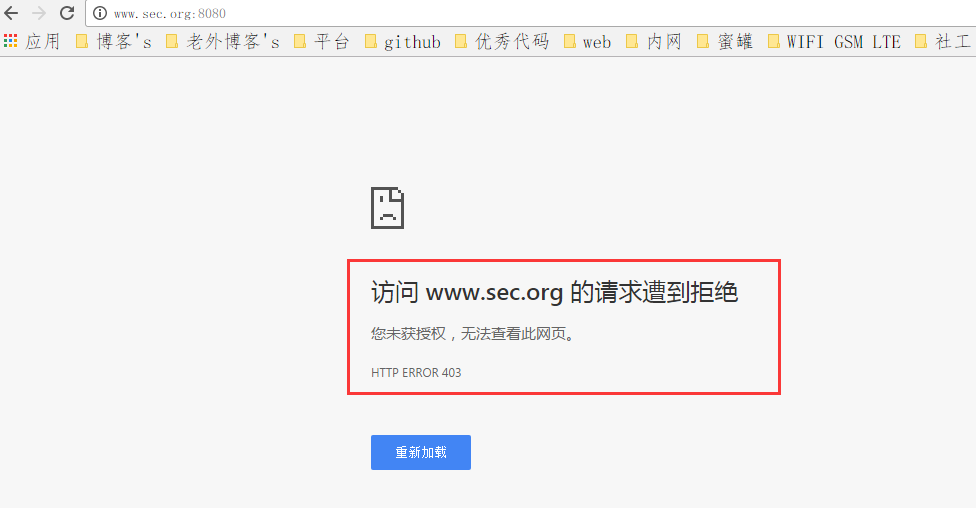 www.sec.org:8080
应用 博客's 老外博客's 平台 github 优秀代码 web 内网 蜜罐 WIFI GSM LTE 社工
访问 www.sec.org 的请求遭到拒绝
您未获授权，无法查看此网页。
HTTP ERROR 403
重新加载